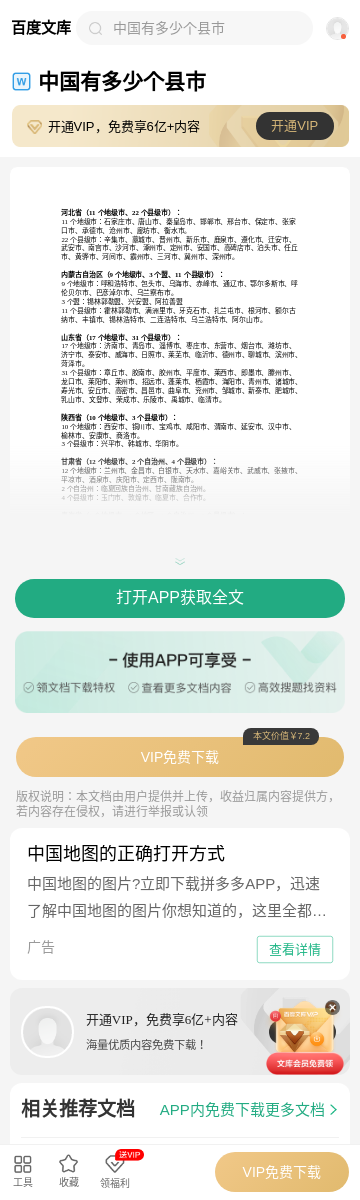 百度文库
中国有多少个县市
W 中国有多少个县市
开通VIP，免费享6亿+内容
开通VIP
河北省（11 个地级市、22 个县级市）：
11 个地级市：石家庄市、唐山市、秦皇岛市、邯郸市、邢台市、保定市、张家
口市、承德市、沧州市、廊坊市、衡水市。
22 个县级市：辛集市、藁城市、晋州市、新乐市、鹿泉市、遵化市、迁安市、
武安市、南宫市、沙河市、涿州市、定州市、安国市、高碑店市、泊头市、任丘
市、黄骅市、河间市、霸州市、三河市、冀州市、深州市。
内蒙古自治区（9 个地级市、3 个盟、11 个县级市）：
9 个地级市：呼和浩特市、包头市、乌海市、赤峰市、通辽市、鄂尔多斯市、呼
伦贝尔市、巴彦淖尔市、乌兰察布市。
3 个盟：锡林郭勒盟、兴安盟、阿拉善盟
11 个县级市：霍林郭勒市、满洲里市、牙克石市、扎兰屯市、根河市、额尔古
纳市、丰镇市、锡林浩特市、二连浩特市、乌兰浩特市、阿尔山市。
山东省（17 个地级市、31 个县级市）：
17 个地级市：济南市、青岛市、淄博市、枣庄市、东营市、烟台市、潍坊市、
济宁市、泰安市、威海市、日照市、莱芜市、临沂市、德州市、聊城市、滨州市、
菏泽市。
31 个县级市：章丘市、胶南市、胶州市、平度市、莱西市、即墨市、滕州市、
龙口市、莱阳市、莱州市、招远市、蓬莱市、栖霞市、海阳市、青州市、诸城市、
寿光市、安丘市、高密市、昌邑市、曲阜市、兖州市、邹城市、新泰市、肥城市、
乳山市、文登市、荣成市、乐陵市、禹城市、临清市。
陕西省（10 个地级市、3 个县级市）：
10 个地级市：西安市、铜川市、宝鸡市、咸阳市、渭南市、延安市、汉中市、
榆林市、安康市、商洛市。
3 个县级市：兴平市、韩城市、华阴市。
甘肃省（12 个地级市、2 个自治州、4 个县级市）：
12 个地级市：兰州市、金昌市、白银市、天水市、嘉峪关市、武威市、张掖市、
平凉市、酒泉市、庆阳市、定西市、陇南市。
2 个自治州：临夏回族自治州、甘南藏族自治州。
4 个县级市：玉门市、敦煌市、临夏市、合作市。
打开APP获取全文
– 使用APP可享受 –
领文档下载特权 查看更多文档内容 高效搜题找资料
本文价值￥7.2
VIP免费下载
版权说明：本文档由用户提供并上传，收益归属内容提供方，
若内容存在侵权，请进行举报或认领
中国地图的正确打开方式
中国地图的图片?立即下载拼多多APP，迅速
了解中国地图的图片你想知道的，这里全都...
广告
查看详情
开通VIP，免费享6亿+内容
海量优质内容免费下载！
文库会员免费领
相关推荐文档
APP内免费下载更多文档
工具
收藏
送VIP
领福利
VIP免费下载